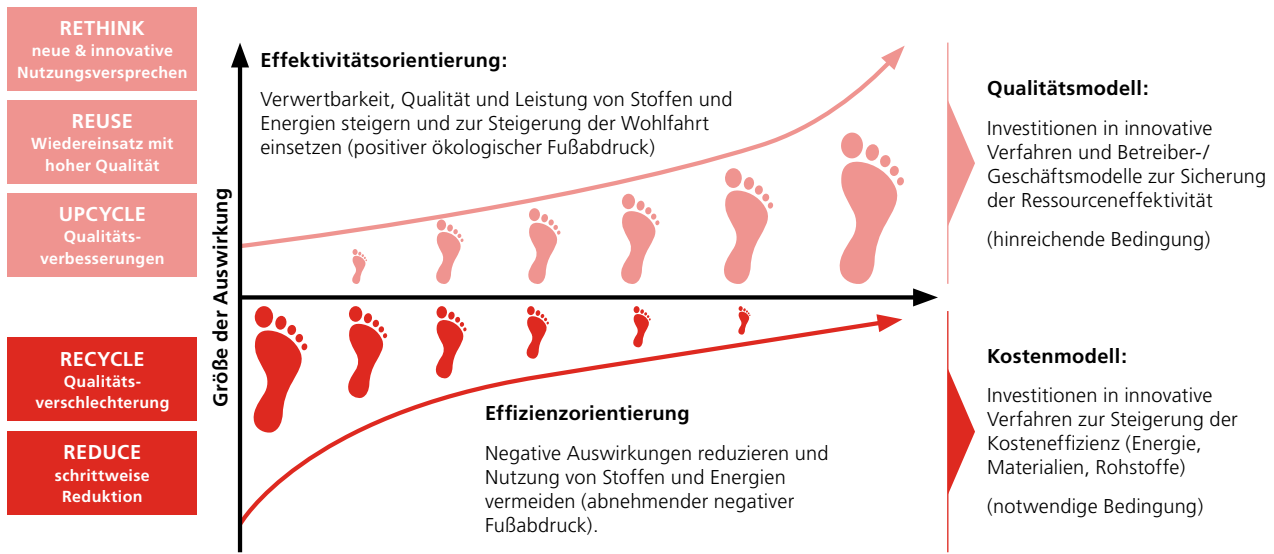 RETHINK
neue & innovative
Nutzungsversprechen
REUSE
Wiedereinsatz mit
hoher Qualität
UPCYCLE
Qualitäts-
verbesserungen
RECYCLE
Qualitäts-
verschlechterung
REDUCE
schrittweise
Reduktion
Größe der Auswirkung
Effektivitätsorientierung:
Verwertbarkeit, Qualität und Leistung von Stoffen und
Energien steigern und zur Steigerung der Wohlfahrt
einsetzen (positiver ökologischer Fußabdruck)
Effizienzorientierung
Negative Auswirkungen reduzieren und
Nutzung von Stoffen und Energien
vermeiden (abnehmender negativer
Fußabdruck).
Qualitätsmodell:
Investitionen in innovative
Verfahren und Betreiber-/
Geschäftsmodelle zur Sicherung
der Ressourceneffektivität
(hinreichende Bedingung)
Kostenmodell:
Investitionen in innovative
Verfahren zur Steigerung der
Kosteneffizienz (Energie,
Materialien, Rohstoffe)
(notwendige Bedingung)